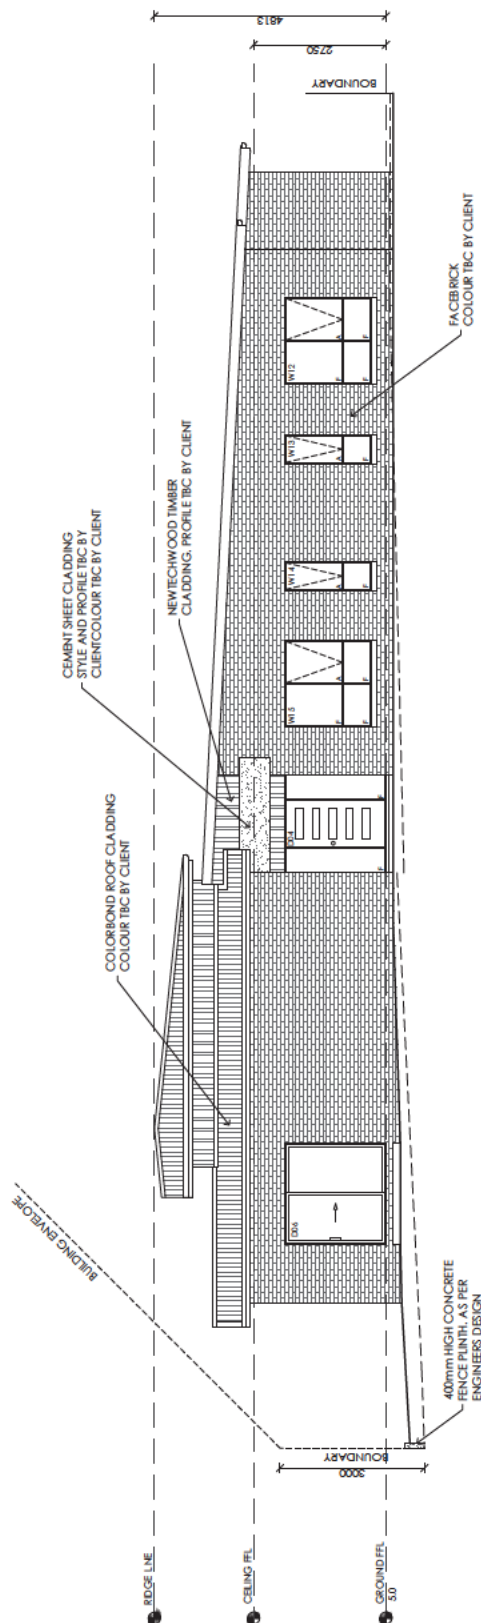 4813
2750
BOUNDARY
FACEBRICK
COLOUR TBC BY CLIENT
W12
A
A
F
F
W13
A
F
W14
A
F
W15
A
A
F
F
NEWTECHWOOD TIMBER
CLADDING. PROFILE TBC BY CLIENT
CEMENT SHEET CLADDING
STYLE AND PROFILE TBC BY
CLIENTCOLOUR TBC BY CLIENT
D04
F
F
COLORBOND ROOF CLADDING
COLOUR TBC BY CLIENT
D06
BUILDING ENVELOPE
400mm HIGH CONCRETE
FENCE PLINTH. AS PER
ENGINEERS DESIGN
BOUNDARY
3000
RIDGE LINE
CEILING FFL
GROUND FFL
5.0